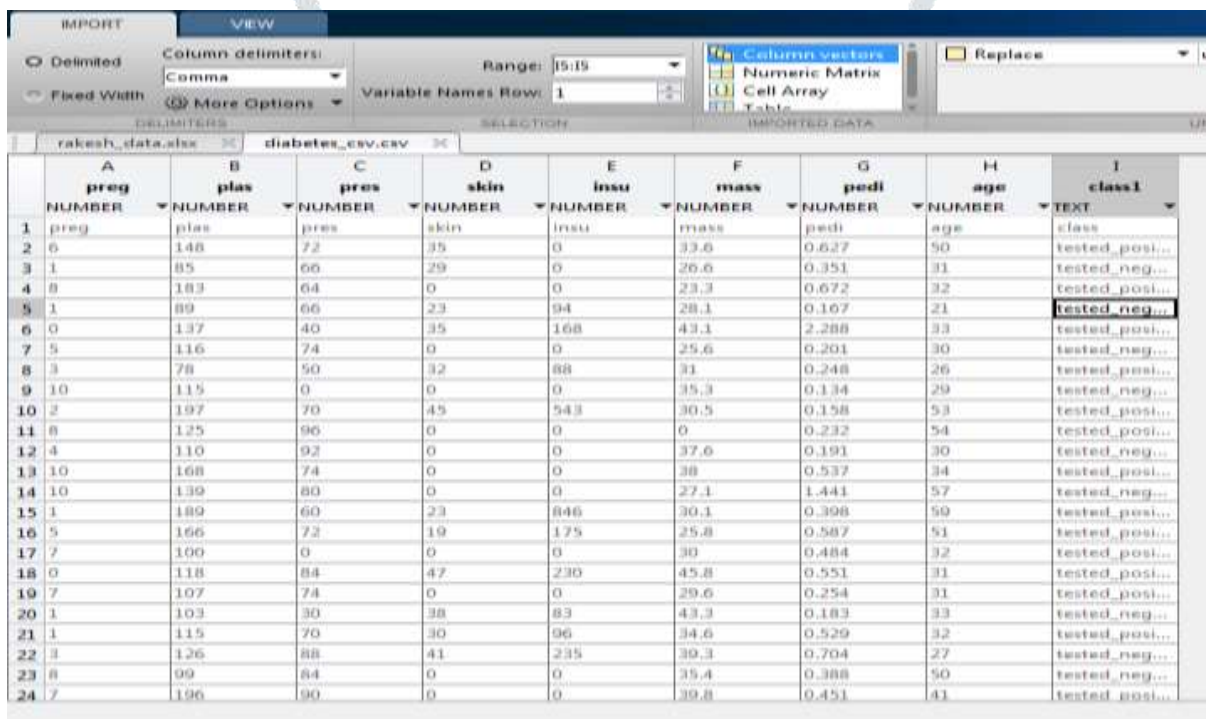 IMPORT VIEW
Delimited Column delimiters: Range: I5:I5 Column vectors Replace
Comma Numeric Matrix
Fixed Width More Options Variable Names Row: 1 Cell Array
Table
DELIMITERS SELECTION IMPORTED DATA
rakesh_data.xlsx diabetes_csv.csv
A B C D E F G H I
preg plas pres skin insu mass pedi age class1
NUMBER NUMBER NUMBER NUMBER NUMBER NUMBER NUMBER NUMBER TEXT
1 preg plas pres skin insu mass pedi age class
2 6 148 72 35 0 33.6 0.627 50 tested_posi...
3 1 85 66 29 0 26.6 0.351 31 tested_neg...
4 8 183 64 0 0 23.3 0.672 32 tested_posi...
5 1 89 66 23 94 28.1 0.167 21 tested_neg...
6 0 137 40 35 168 43.1 2.288 33 tested_posi...
7 5 116 74 0 0 25.6 0.201 30 tested_neg...
8 3 78 50 32 88 31 0.248 26 tested_posi...
9 10 115 0 0 0 35.3 0.134 29 tested_neg...
10 2 197 70 45 543 30.5 0.158 53 tested_posi...
11 8 125 96 0 0 0 0.232 54 tested_posi...
12 4 110 92 0 0 37.6 0.191 30 tested_neg...
13 10 168 74 0 0 38 0.537 34 tested_posi...
14 10 139 80 0 0 27.1 1.441 57 tested_neg...
15 1 189 60 23 846 30.1 0.398 59 tested_posi...
16 5 166 72 19 175 25.8 0.587 51 tested_posi...
17 7 100 0 0 0 30 0.484 32 tested_posi...
18 0 118 84 47 230 45.8 0.551 31 tested_posi...
19 7 107 74 0 0 29.6 0.254 31 tested_posi...
20 1 103 30 38 83 43.3 0.183 33 tested_neg...
21 1 115 70 30 96 34.6 0.529 32 tested_posi...
22 3 126 88 41 235 39.3 0.704 27 tested_neg...
23 8 99 84 0 0 35.4 0.388 50 tested_neg...
24 7 196 90 0 0 39.8 0.451 41 tested_posi...